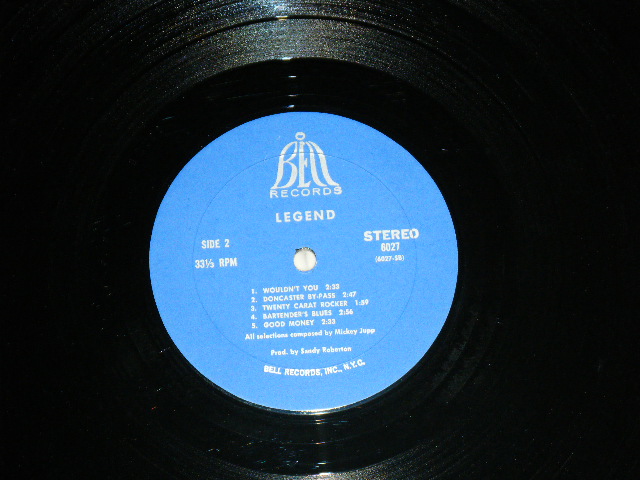 BELL
RECORDS
LEGEND
SIDE 2
STEREO
6027
33⅓ RPM
(6027-SB)
1. WOULDN'T YOU 2:33
2. DONCASTER BY-PASS 2:47
3. TWENTY CARAT ROCKER 1:59
4. BARTENDER'S BLUES 2:56
5. GOOD MONEY 2:33
All selections composed by Mickey Jupp
Prod. by Sandy Roberton
BELL RECORDS, INC., N.Y.C.